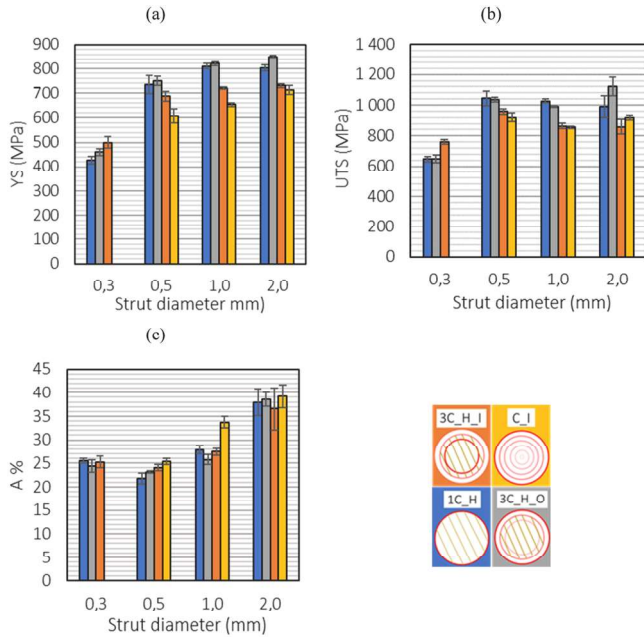 (a)
900
800
700
600
500
400
300
200
100
0
YS (MPa)
0,3 0,5 1,0 2,0
Strut diameter mm)
(b)
1 400
1 200
1 000
800
600
400
200
0
UTS (MPa)
0,3 0,5 1,0 2,0
Strut diameter (mm)
(c)
45
40
35
30
25
20
15
10
5
0
A %
0,3 0,5 1,0 2,0
Strut diameter (mm)
3C_H_I C_I
1C_H 3C_H_O